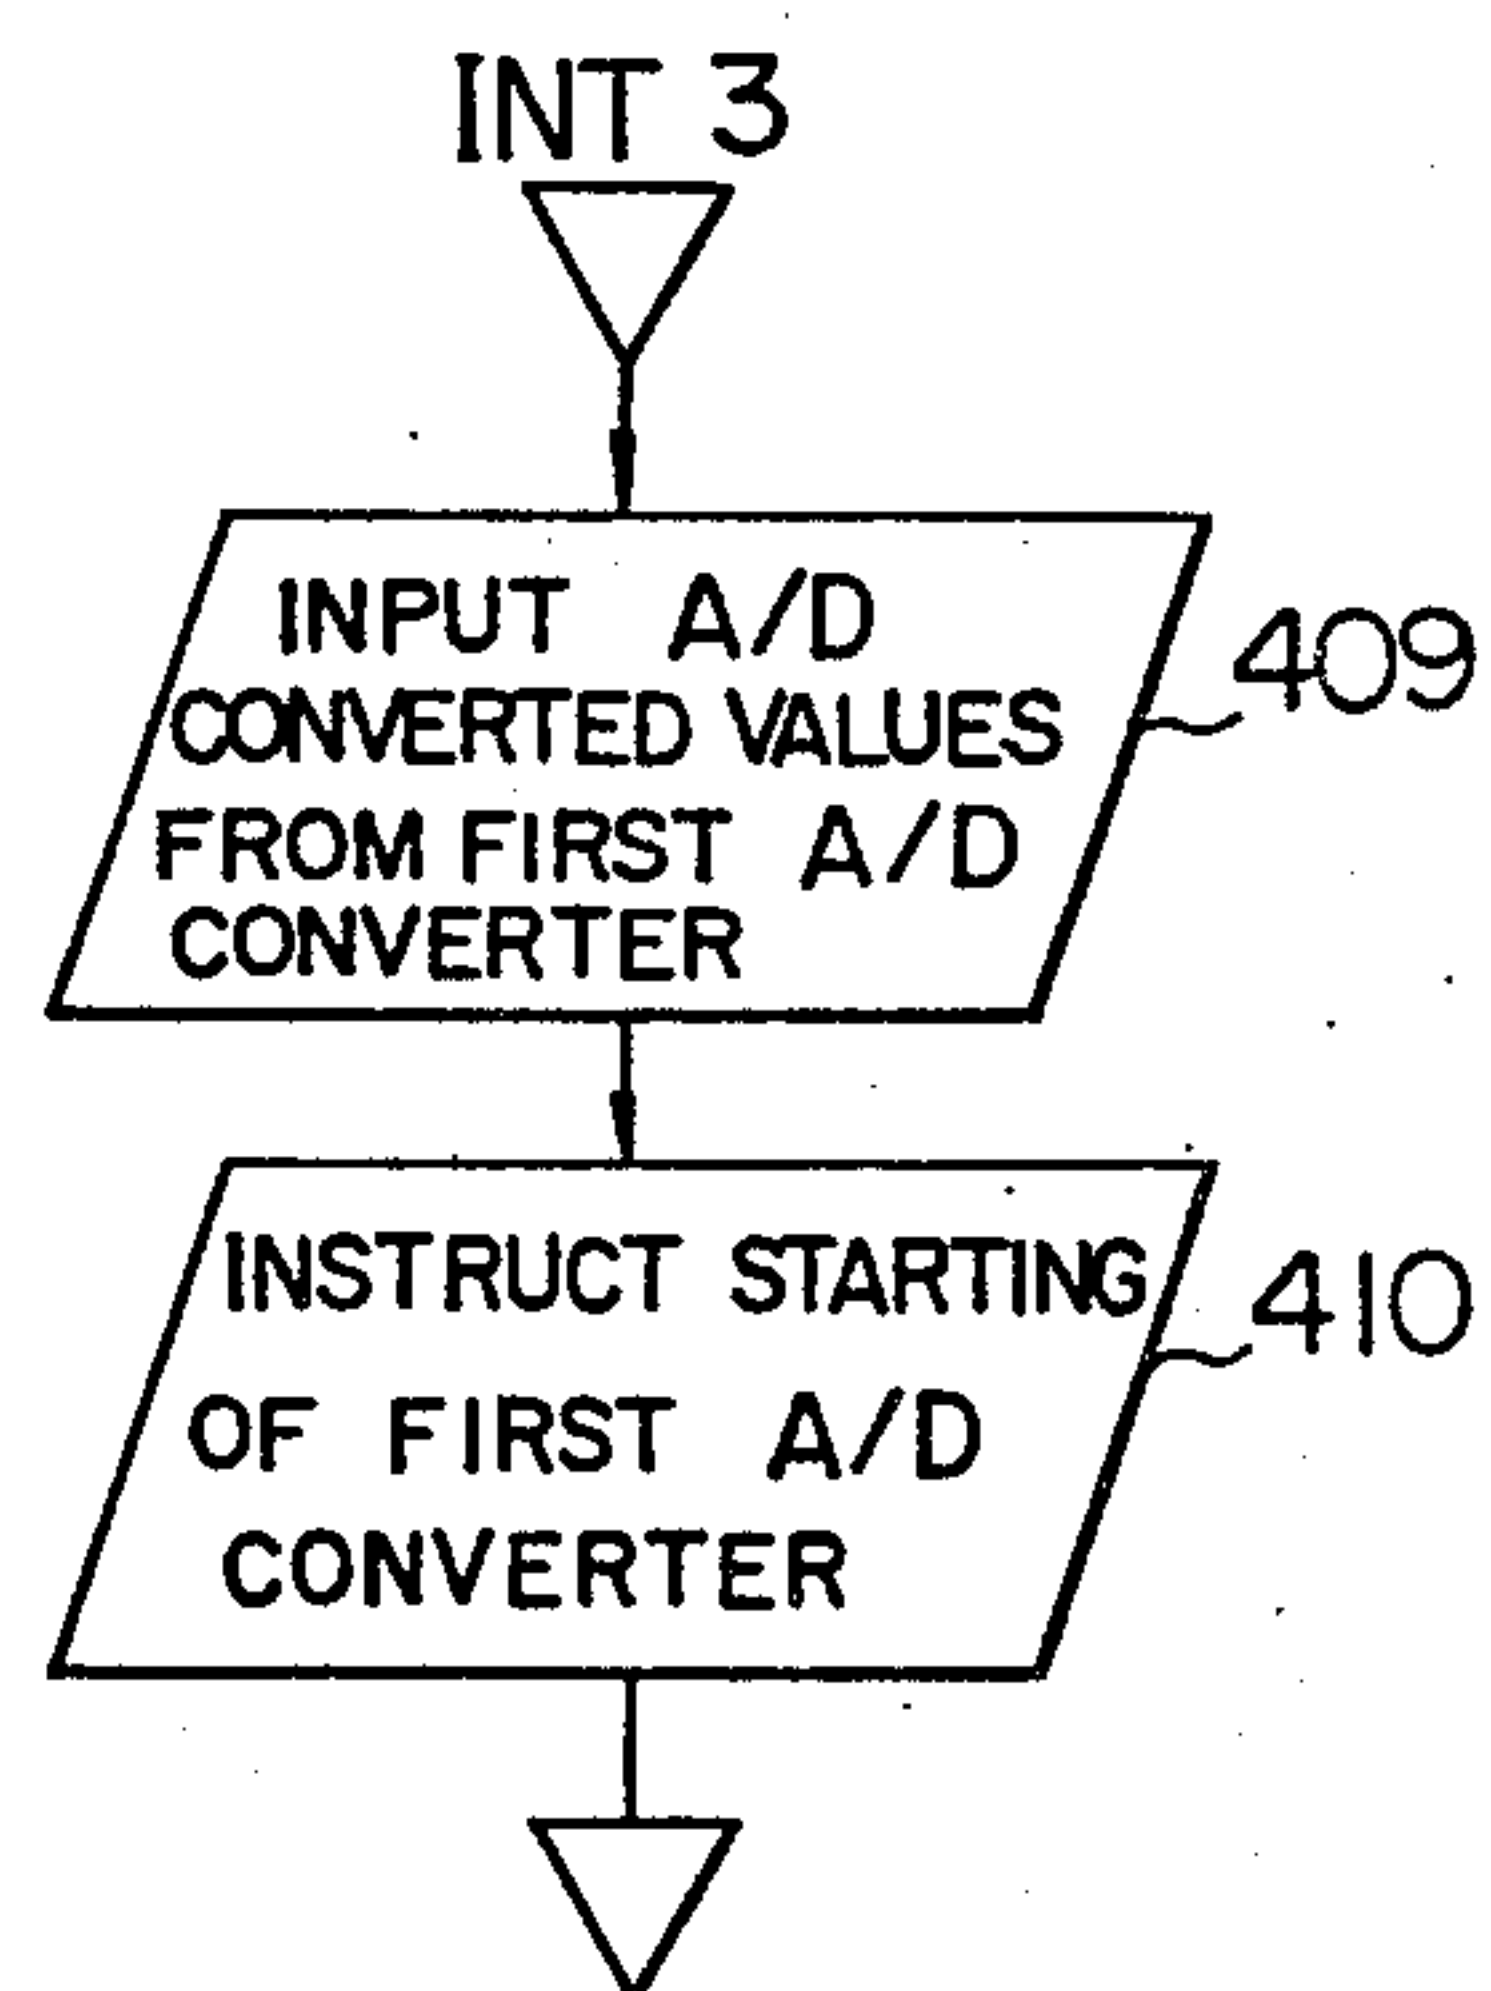 INT 3
INPUT A/D
CONVERTED VALUES
FROM FIRST A/D
CONVERTER
409
INSTRUCT STARTING
OF FIRST A/D
CONVERTER
410